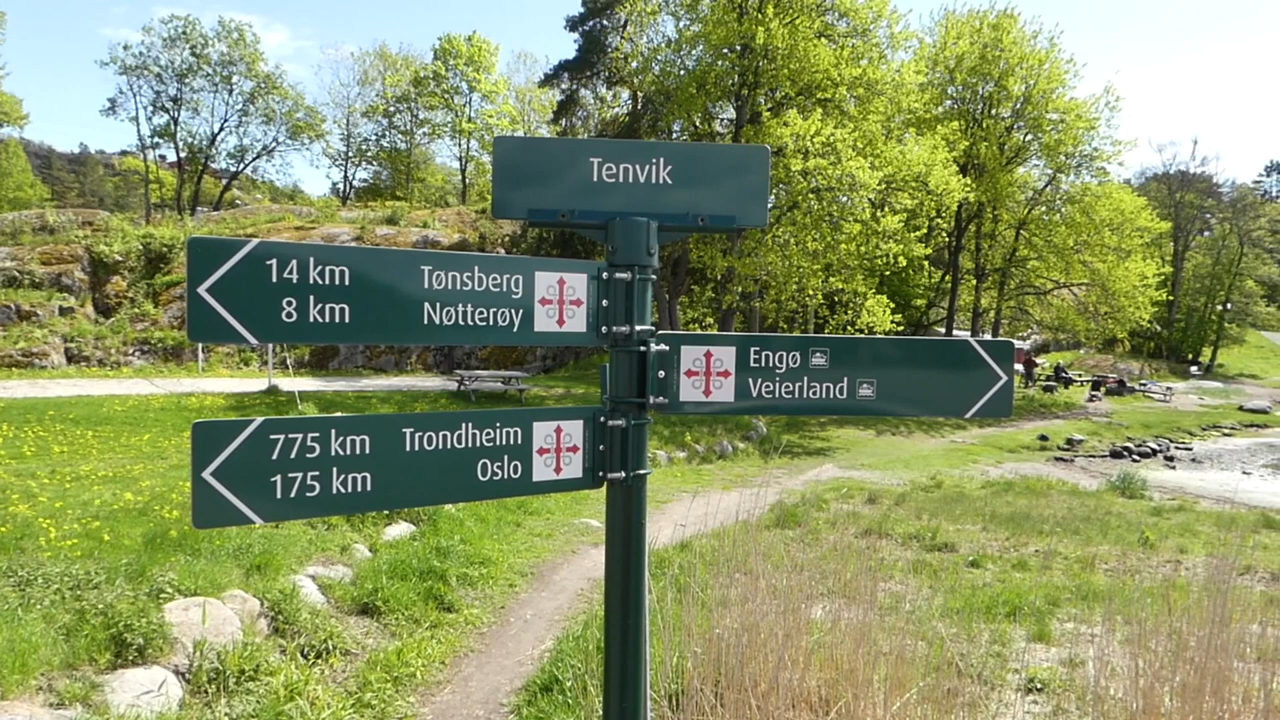 Tenvik
14 km Tønsberg
8 km Nøtterøy
Engø
Veierland
775 km Trondheim
175 km Oslo